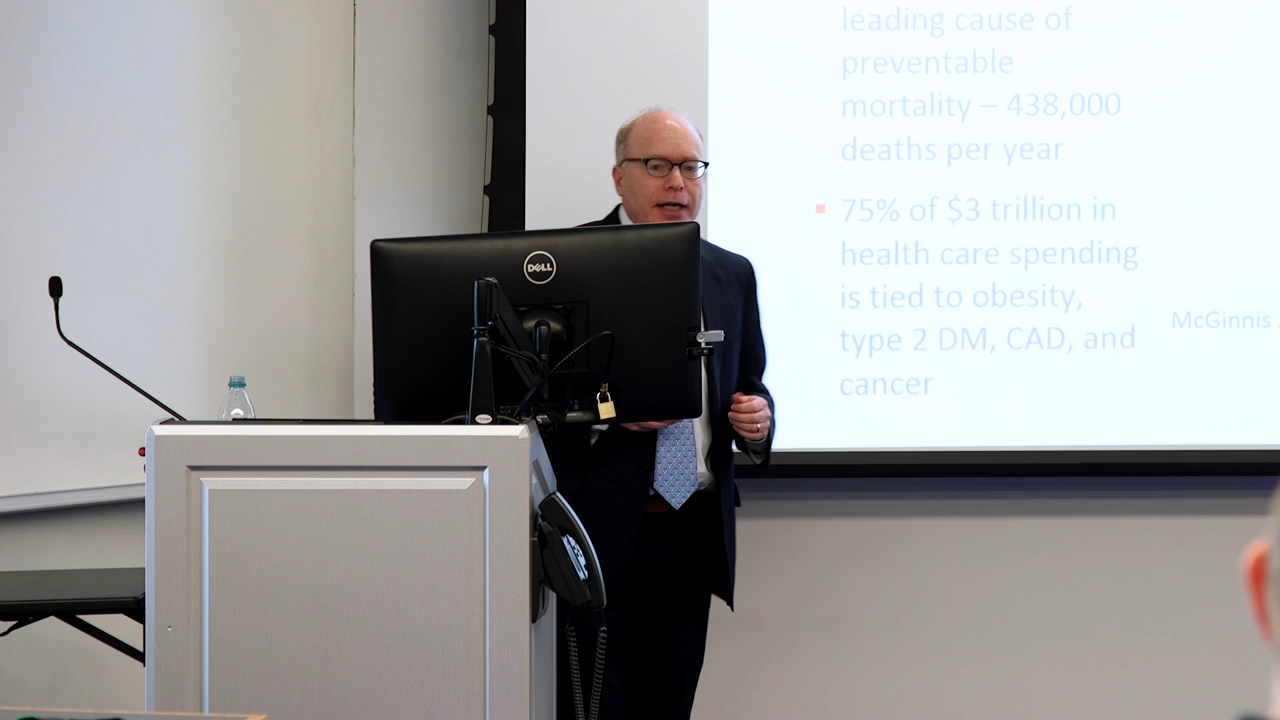 leading cause of
preventable
mortality – 438,000
deaths per year
▪ 75% of $3 trillion in
health care spending
is tied to obesity,
type 2 DM, CAD, and
cancer
McGinnis
DELL